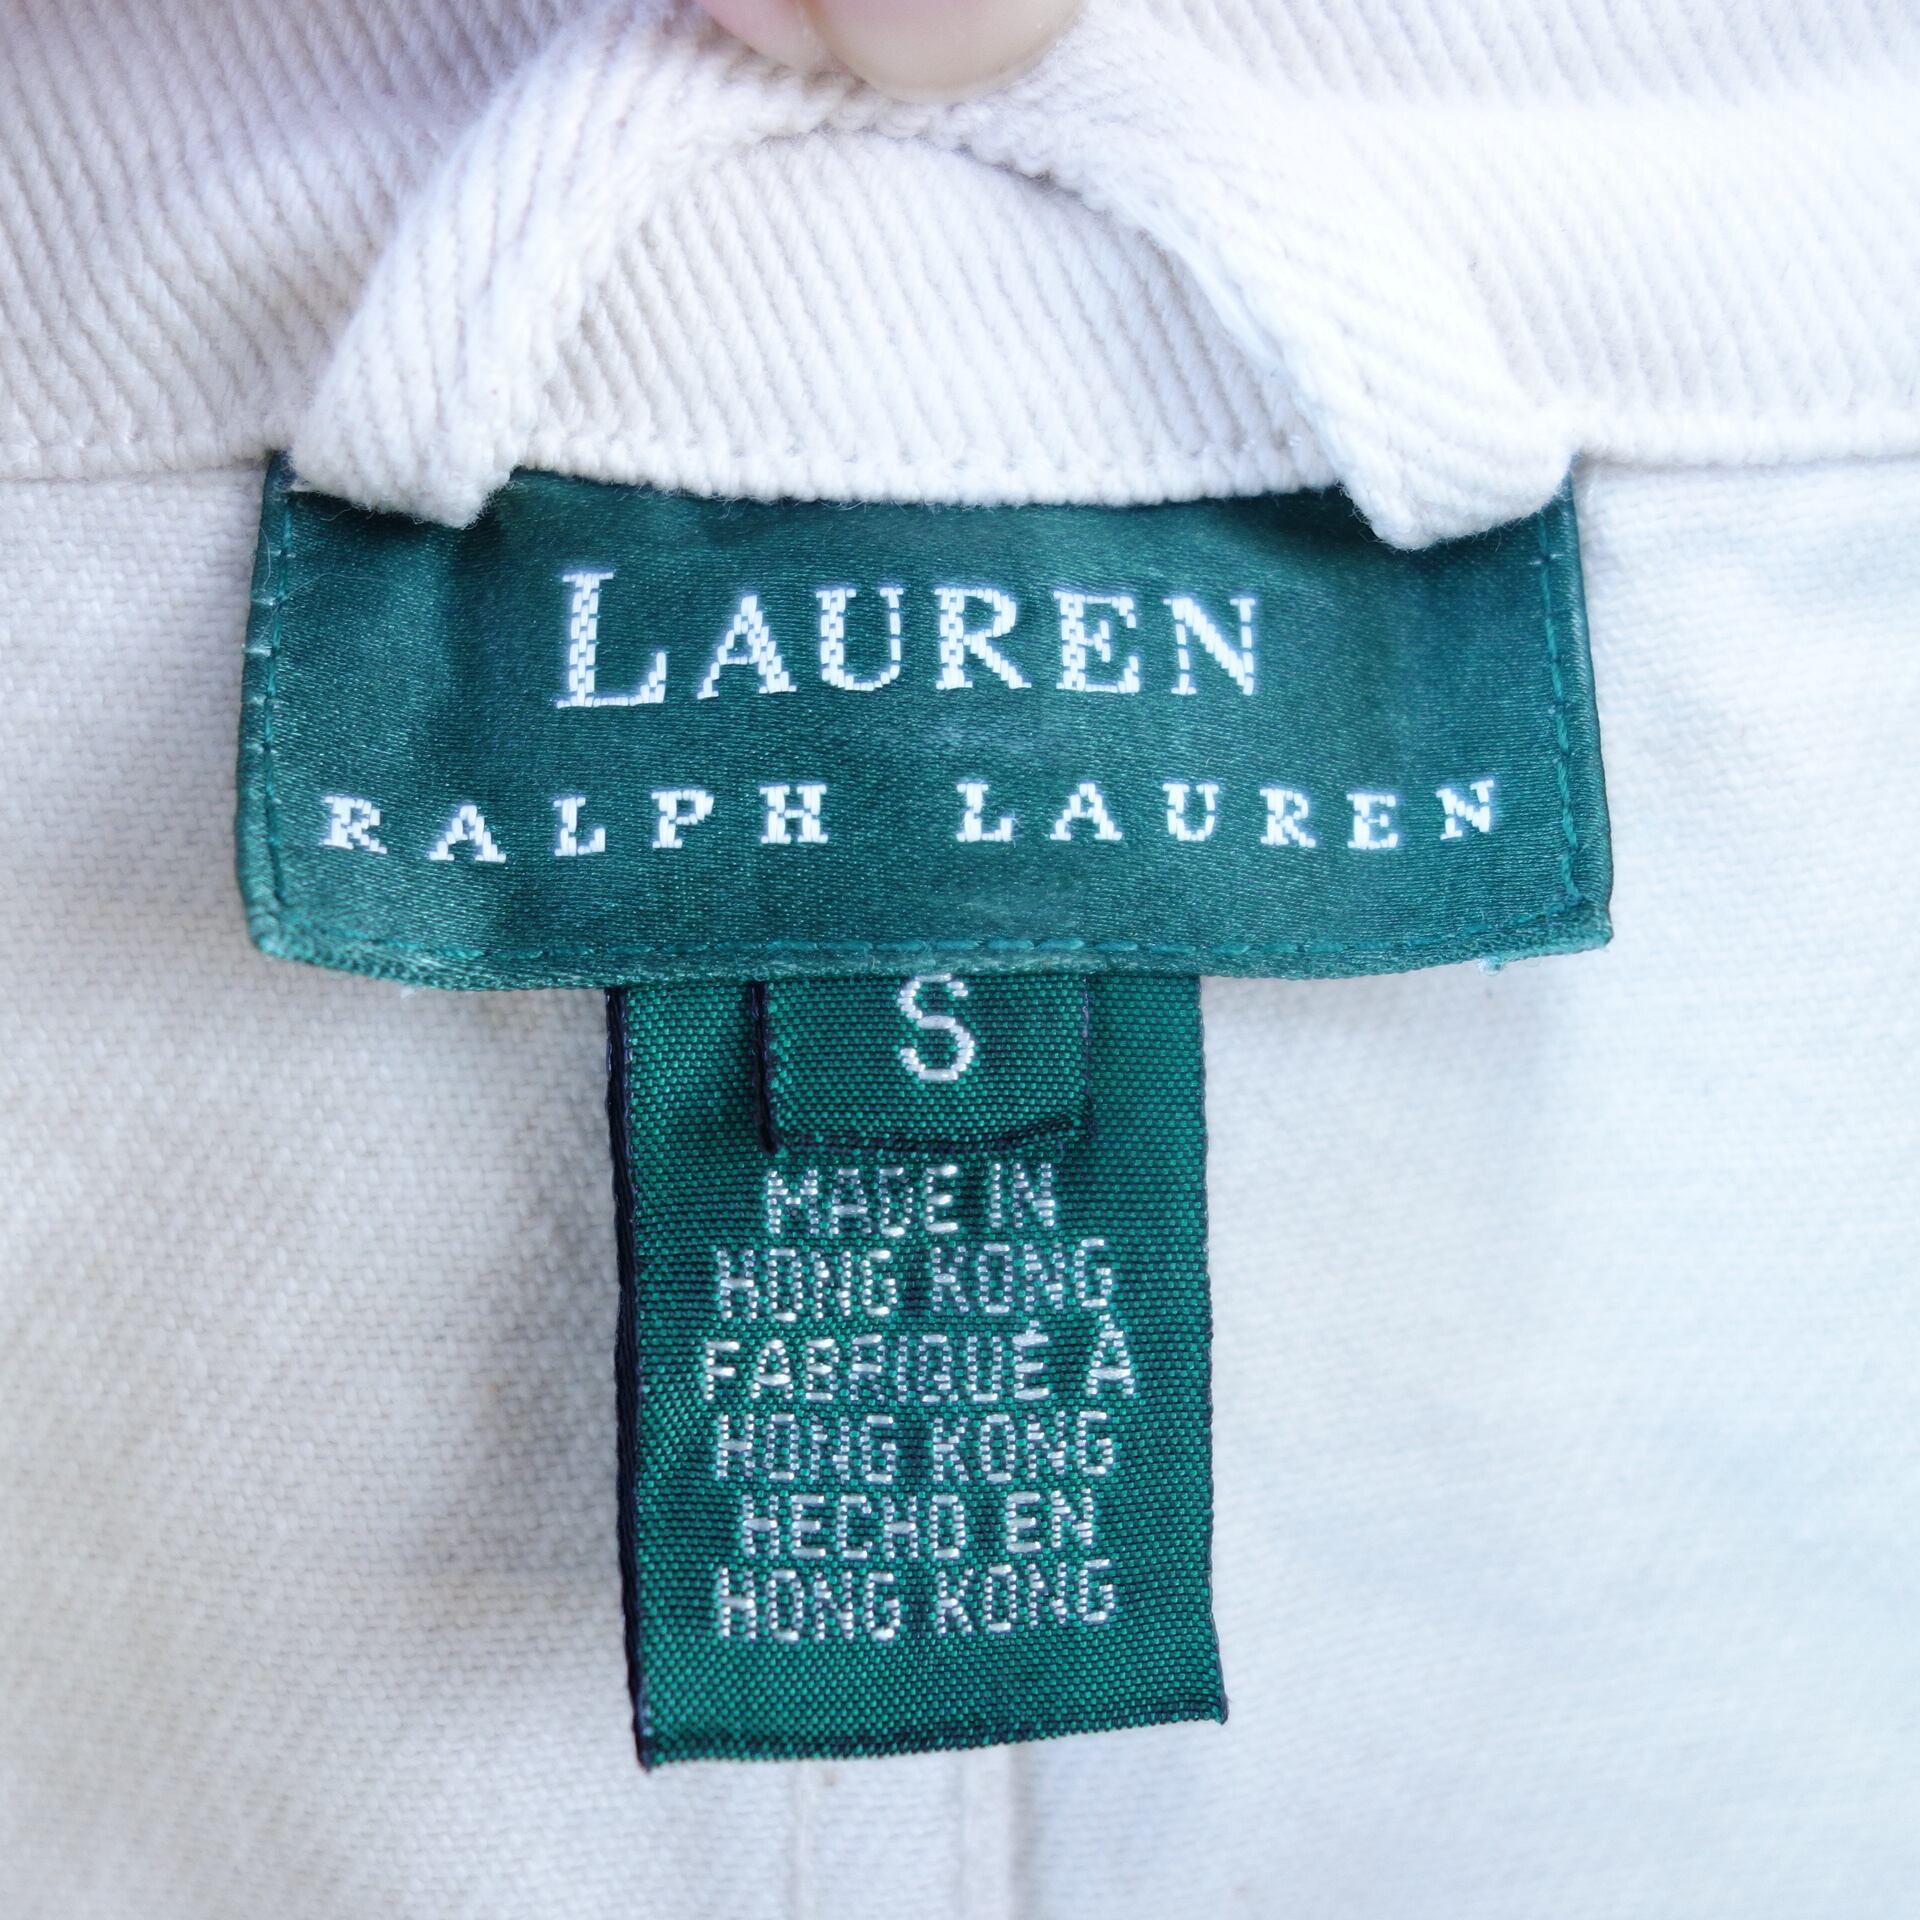 LAUREN
RALPH LAUREN
S
MADE IN
HONG KONG
FABRIQUÉ À
HONG KONG
HECHO EN
HONG KONG